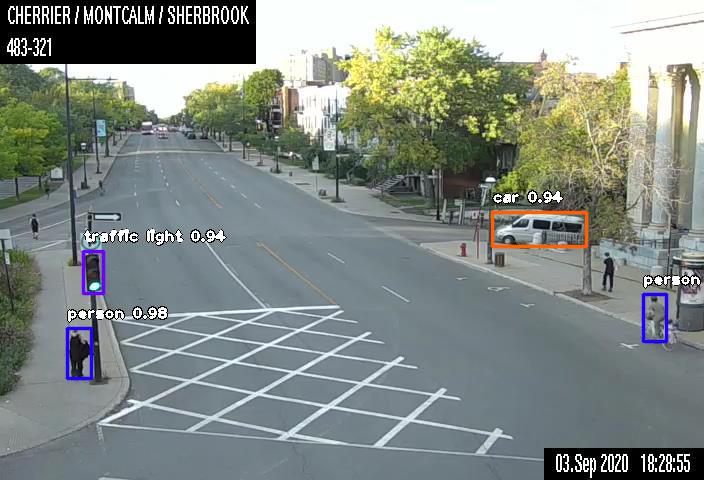 CHERRIER / MONTCALM / SHERBROOK
483-321
car 0.94
traffic light 0.94
person
person 0.98
03.Sep 2020 18:28:55